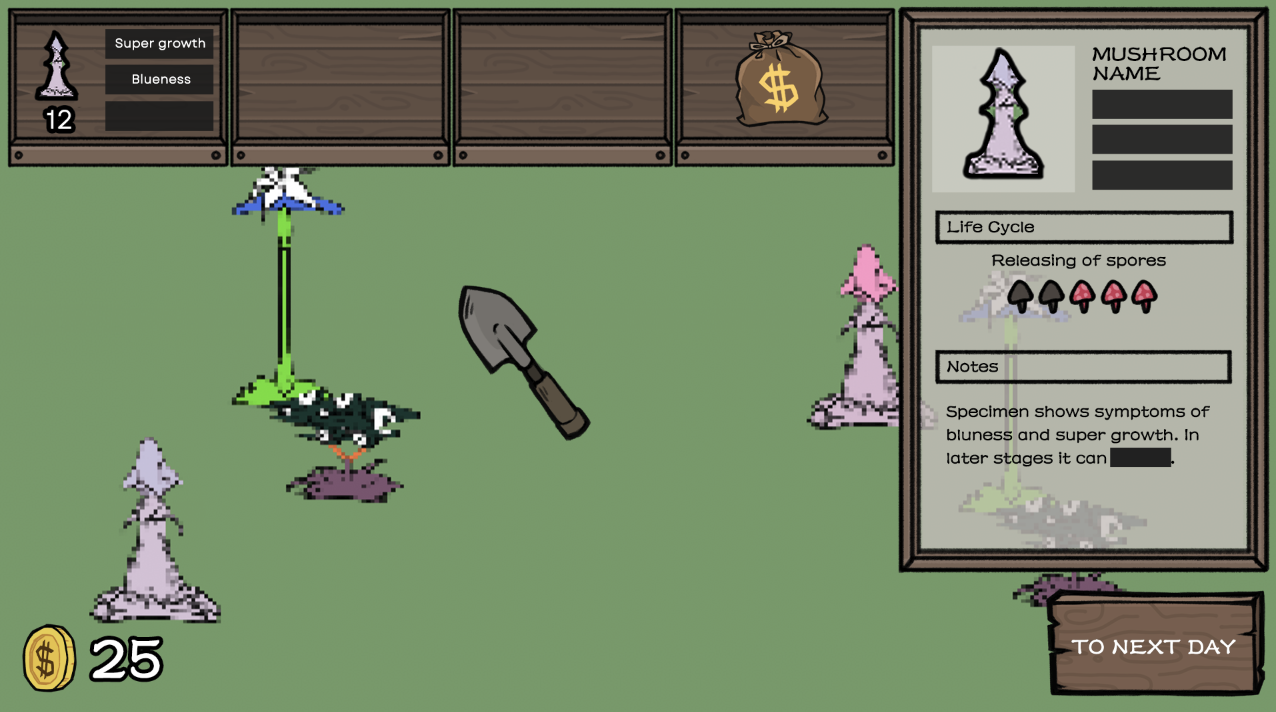 Super growth
Blueness
12
$
MUSHROOM
NAME
Life Cycle
Releasing of spores
Notes
Specimen shows symptoms of
bluness and super growth. In
later stages it can .
$ 25
TO NEXT DAY